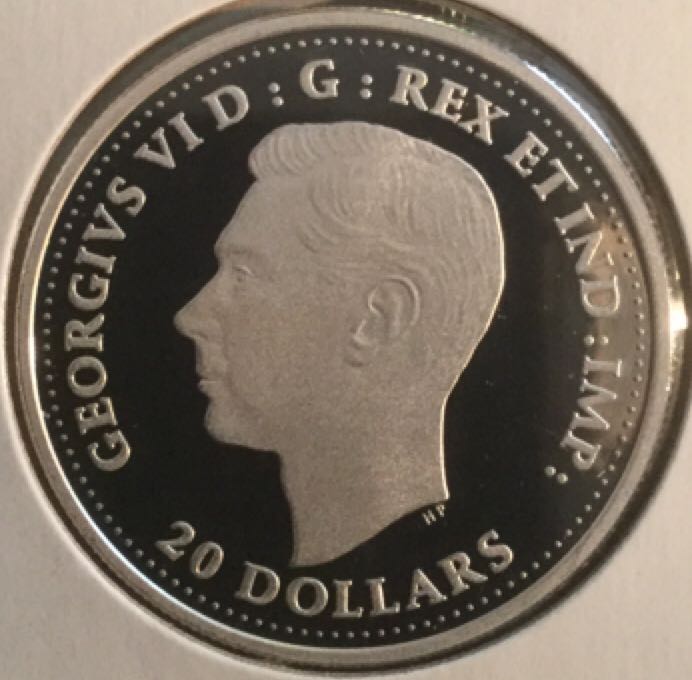 GEORGIVS VI D : G : REX ET IND : IMP :
HP
20 DOLLARS